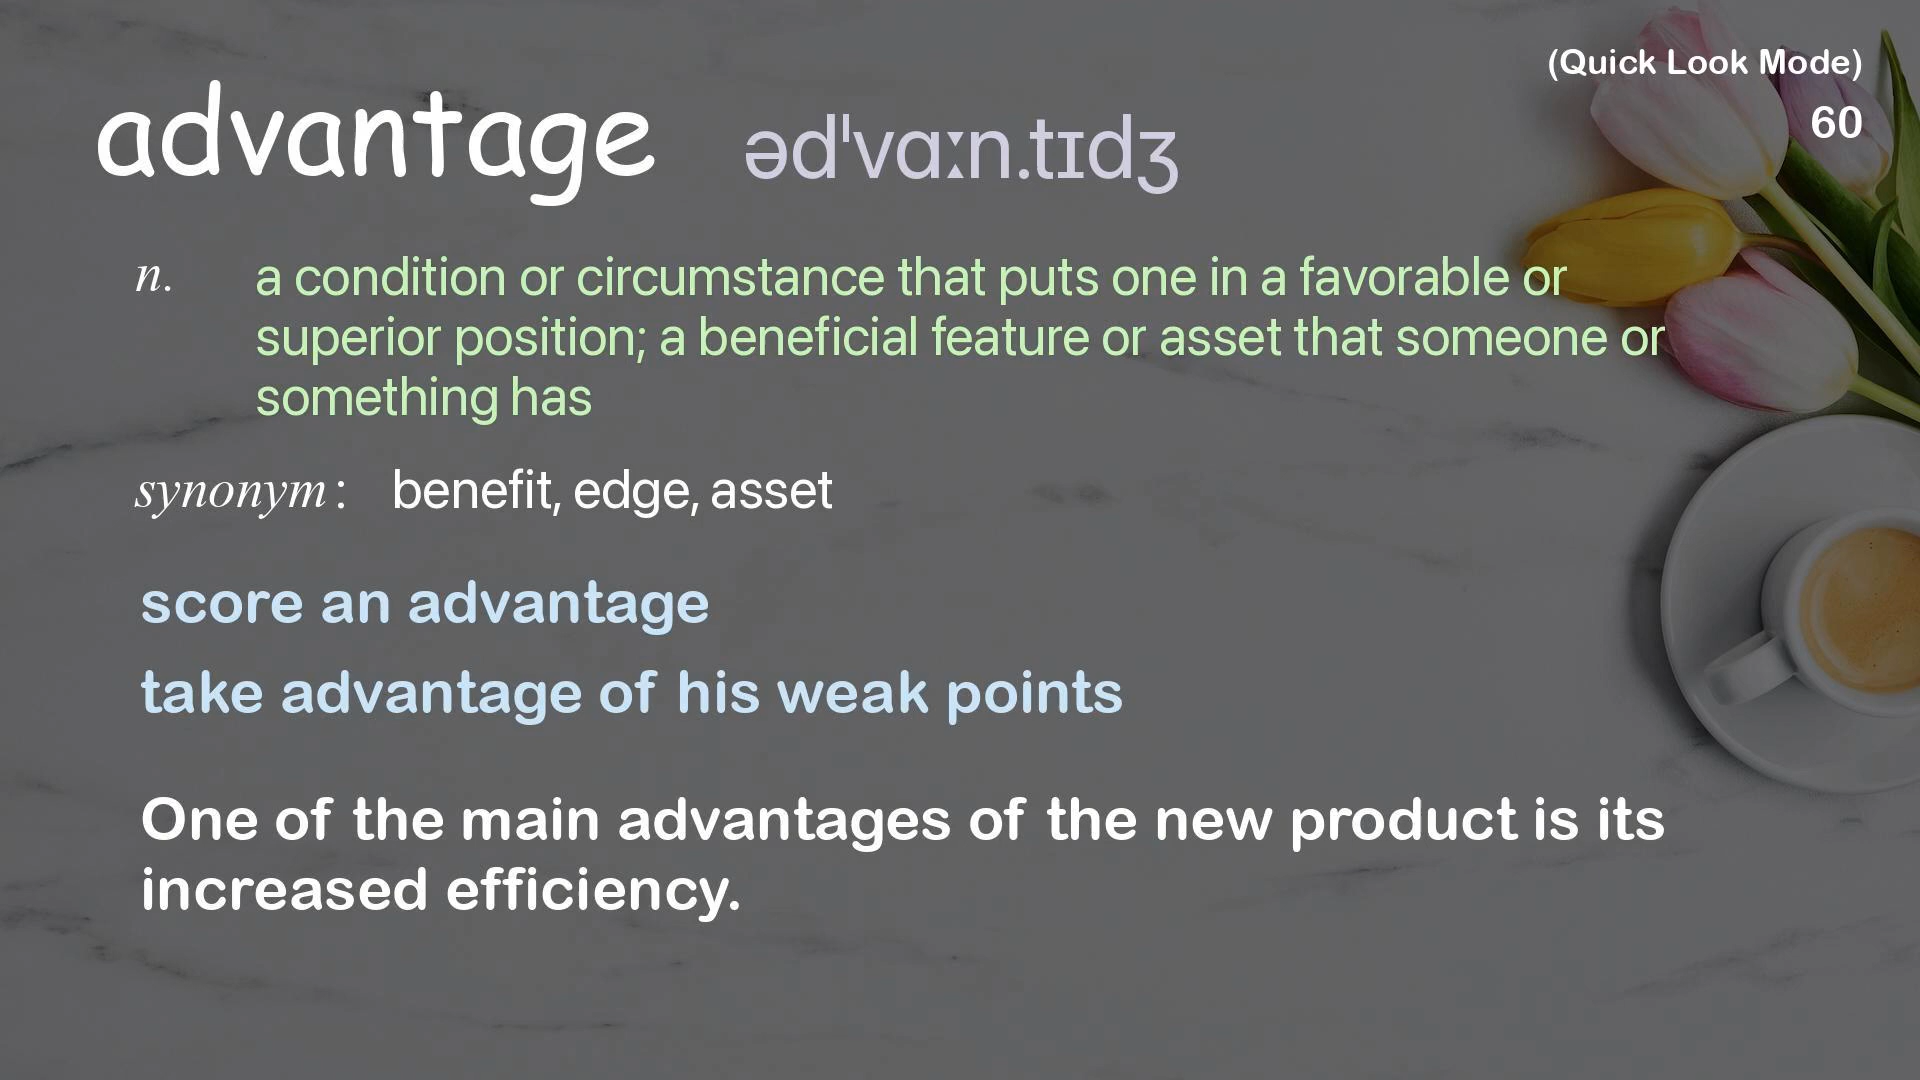 (Quick Look Mode)
60
advantage ədˈvɑːn.tɪdʒ
n. a condition or circumstance that puts one in a favorable or
superior position; a beneficial feature or asset that someone or
something has
synonym: benefit, edge, asset
score an advantage
take advantage of his weak points
One of the main advantages of the new product is its
increased efficiency.